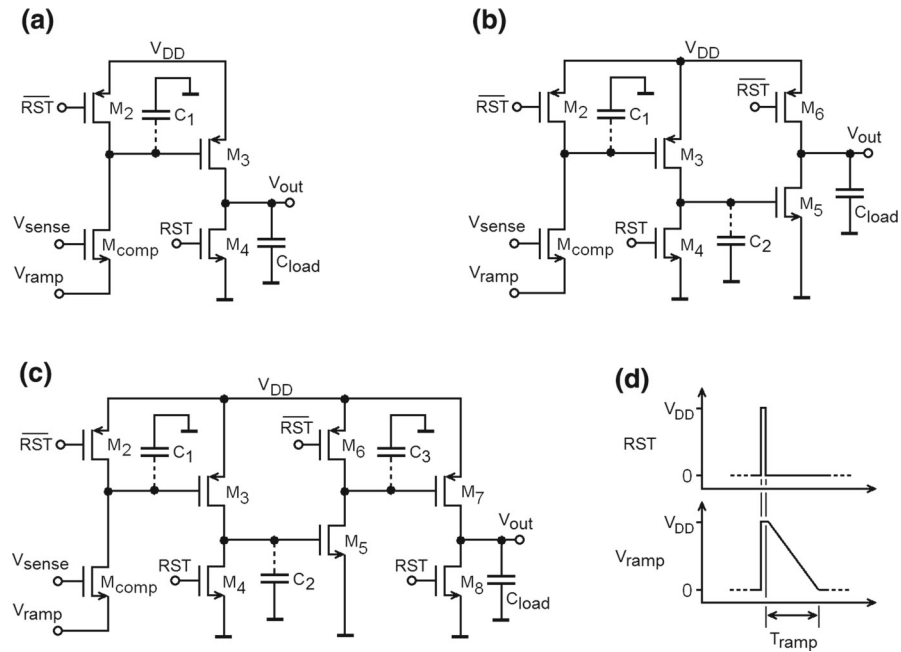 (a)
V_DD
RST
M_2
C_1
M_3
V_out
V_sense
RST
M_4
M_comp
C_load
V_ramp
(b)
V_DD
RST
M_2
C_1
RST
M_6
M_3
V_out
V_sense
RST
M_4
C_2
M_5
C_load
M_comp
V_ramp
(c)
V_DD
RST
M_2
C_1
RST
M_6
C_3
M_3
M_7
V_out
V_sense
RST
M_4
C_2
M_5
RST
M_8
C_load
M_comp
V_ramp
(d)
V_DD
RST
0
V_DD
V_ramp
0
T_ramp